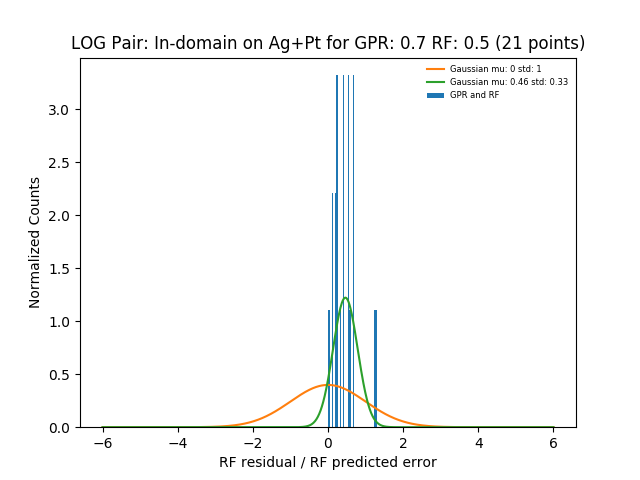 LOG Pair: In-domain on Ag+Pt for GPR: 0.7 RF: 0.5 (21 points)
Gaussian mu: 0 std: 1
Gaussian mu: 0.46 std: 0.33
GPR and RF
Normalized Counts
3.0
2.5
2.0
1.5
1.0
0.5
0.0
−6 −4 −2 0 2 4 6
RF residual / RF predicted error